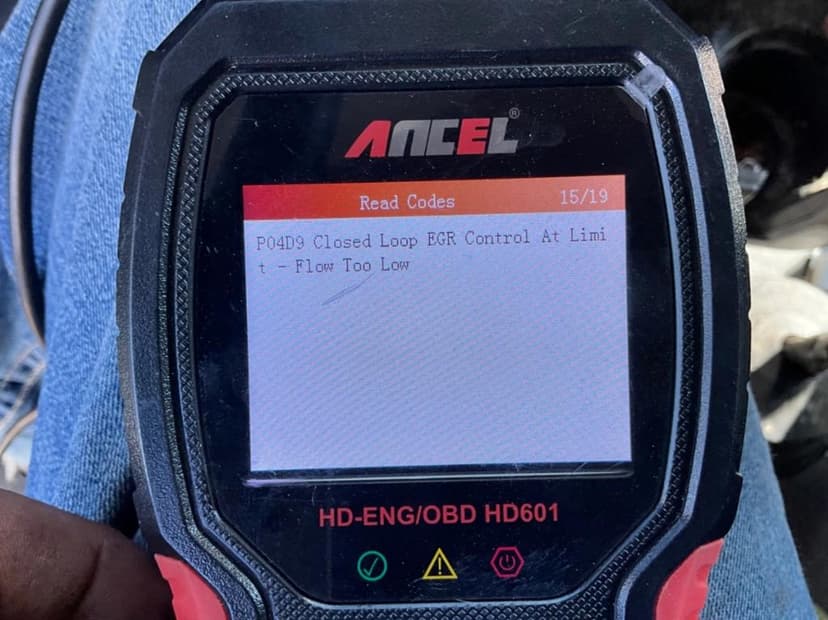 ANCEL®
Read Codes 15/19
P04D9 Closed Loop EGR Control At Limi
t - Flow Too Low
HD-ENG/OBD HD601